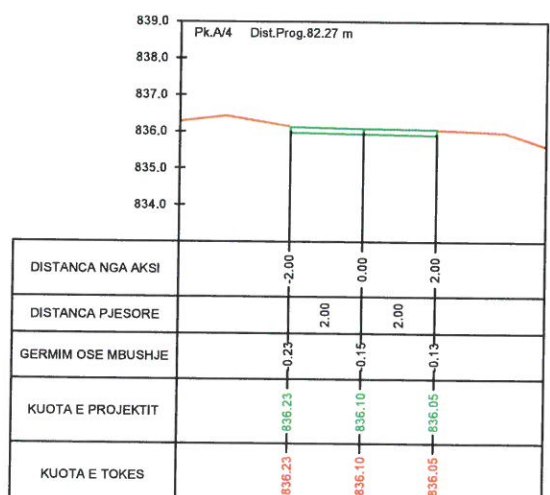 839.0
Pk.A/4 Dist.Prog.82.27 m
838.0
837.0
836.0
835.0
834.0
DISTANCA NGA AKSI -2.00 0.00 2.00
DISTANCA PJESORE 2.00 2.00
GERMIM OSE MBUSHJE -0.23 -0.15 -0.13
KUOTA E PROJEKTIT 836.23 836.10 836.05
KUOTA E TOKES 836.23 836.10 836.05